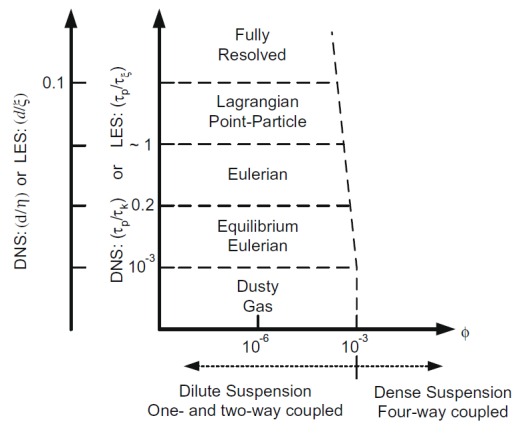 Fully
Resolved
0.1
Lagrangian
Point-Particle
~ 1
Eulerian
0.2
Equilibrium
Eulerian
10⁻³
Dusty
Gas
DNS: (d/η) or LES: (d/ξ)
DNS: (τₚ/τₖ) or LES: (τₚ/τ_ξ)
ϕ
10⁻⁶
10⁻³
Dilute Suspension
One- and two-way coupled
Dense Suspension
Four-way coupled